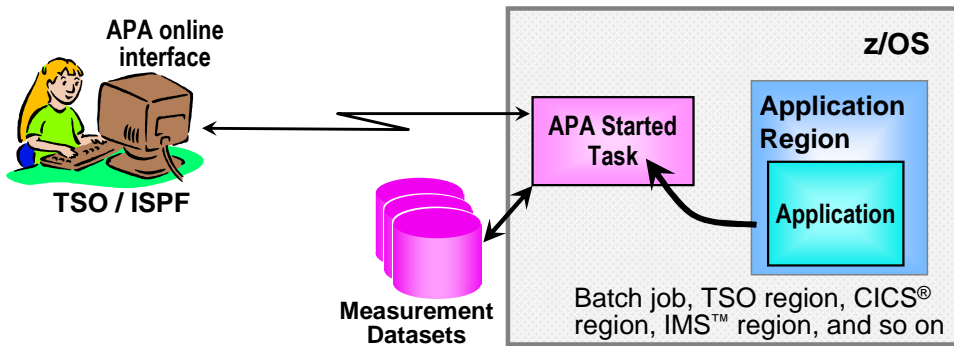 APA online
interface
TSO / ISPF
Measurement
Datasets
z/OS
APA Started
Task
Application
Region
Application
Batch job, TSO region, CICS®
region, IMS™ region, and so on